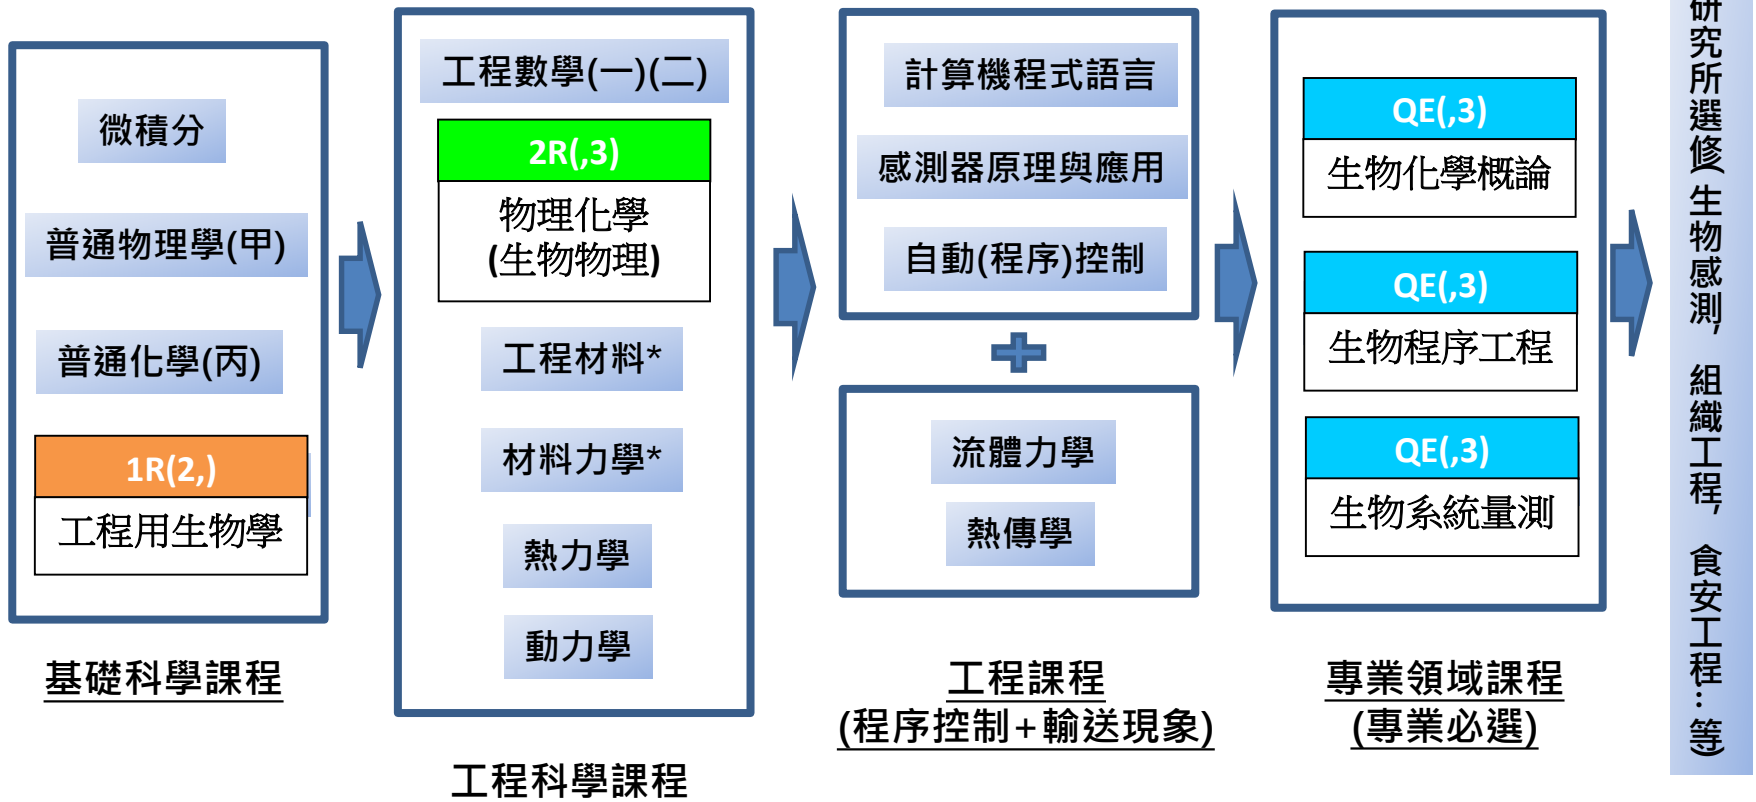 微積分
普通物理學(甲)
普通化學(丙)
1R(2,)
工程用生物學
基礎科學課程
工程數學(一)(二)
2R(,3)
物理化學
(生物物理)
工程材料*
材料力學*
熱力學
動力學
工程科學課程
計算機程式語言
感測器原理與應用
自動(程序)控制
流體力學
熱傳學
工程課程
(程序控制+輸送現象)
QE(,3)
生物化學概論
QE(,3)
生物程序工程
QE(,3)
生物系統量測
專業領域課程
(專業必選)
研究所選修(生物感測, 組織工程, 食安工程…等)